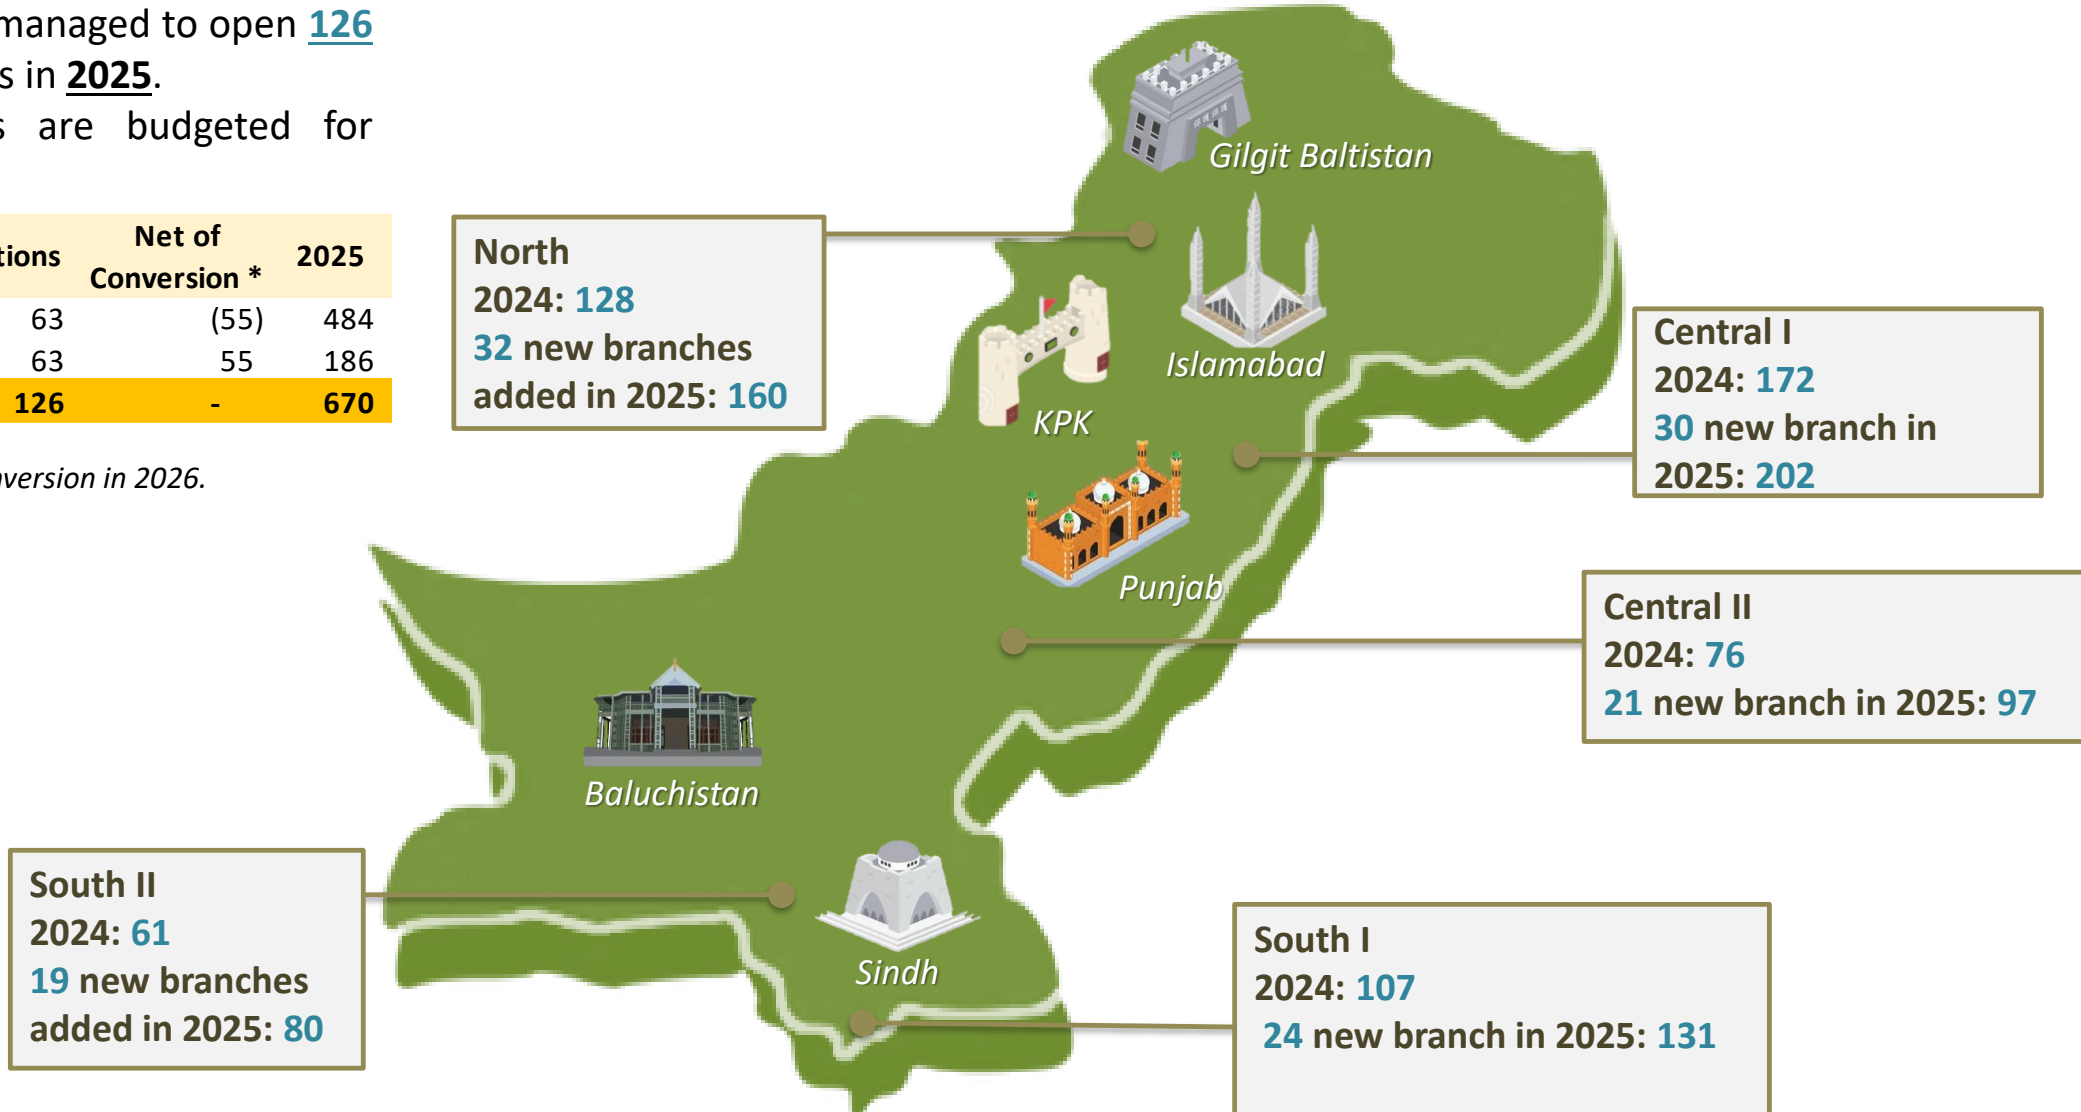 managed to open 126
s in 2025.
s are budgeted for
tions Net of Conversion * 2025
63 (55) 484
63 55 186
126 - 670
nversion in 2026.
Gilgit Baltistan
North
2024: 128
32 new branches
added in 2025: 160
Islamabad
KPK
Central I
2024: 172
30 new branch in
2025: 202
Punjab
Central II
2024: 76
21 new branch in 2025: 97
Baluchistan
South II
2024: 61
19 new branches
added in 2025: 80
Sindh
South I
2024: 107
24 new branch in 2025: 131